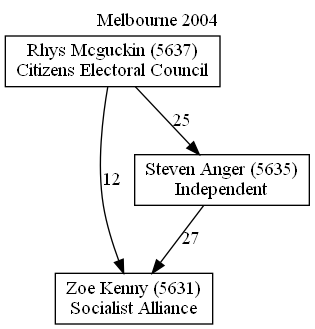 Melbourne 2004
Rhys Mcguckin (5637)
Citizens Electoral Council
25
12
Steven Anger (5635)
Independent
27
Zoe Kenny (5631)
Socialist Alliance